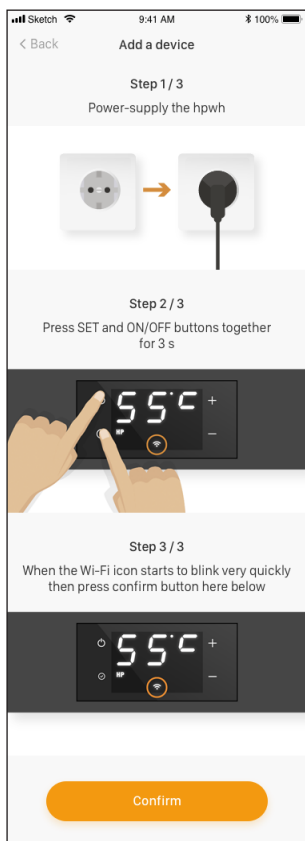 Sketch 9:41 AM 100%
< Back Add a device
Step 1 / 3
Power-supply the hpwh
Step 2 / 3
Press SET and ON/OFF buttons together
for 3 s
55°C +
HP −
Step 3 / 3
When the Wi-Fi icon starts to blink very quickly
then press confirm button here below
55°C +
HP −
Confirm